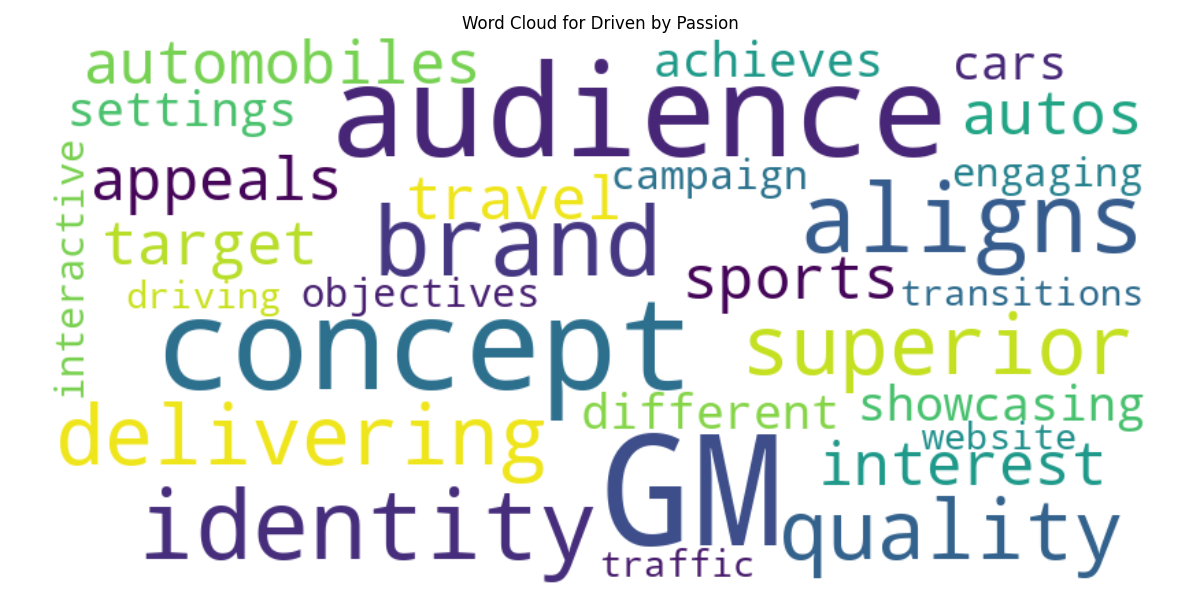 Word Cloud for Driven by Passion
automobiles
achieves
cars
settings
audience
autos
interactive
appeals
travel
campaign
engaging
target
brand
aligns
driving
objectives
sports
transitions
concept
superior
delivering
different
showcasing
website
interest
identity
GM
quality
traffic